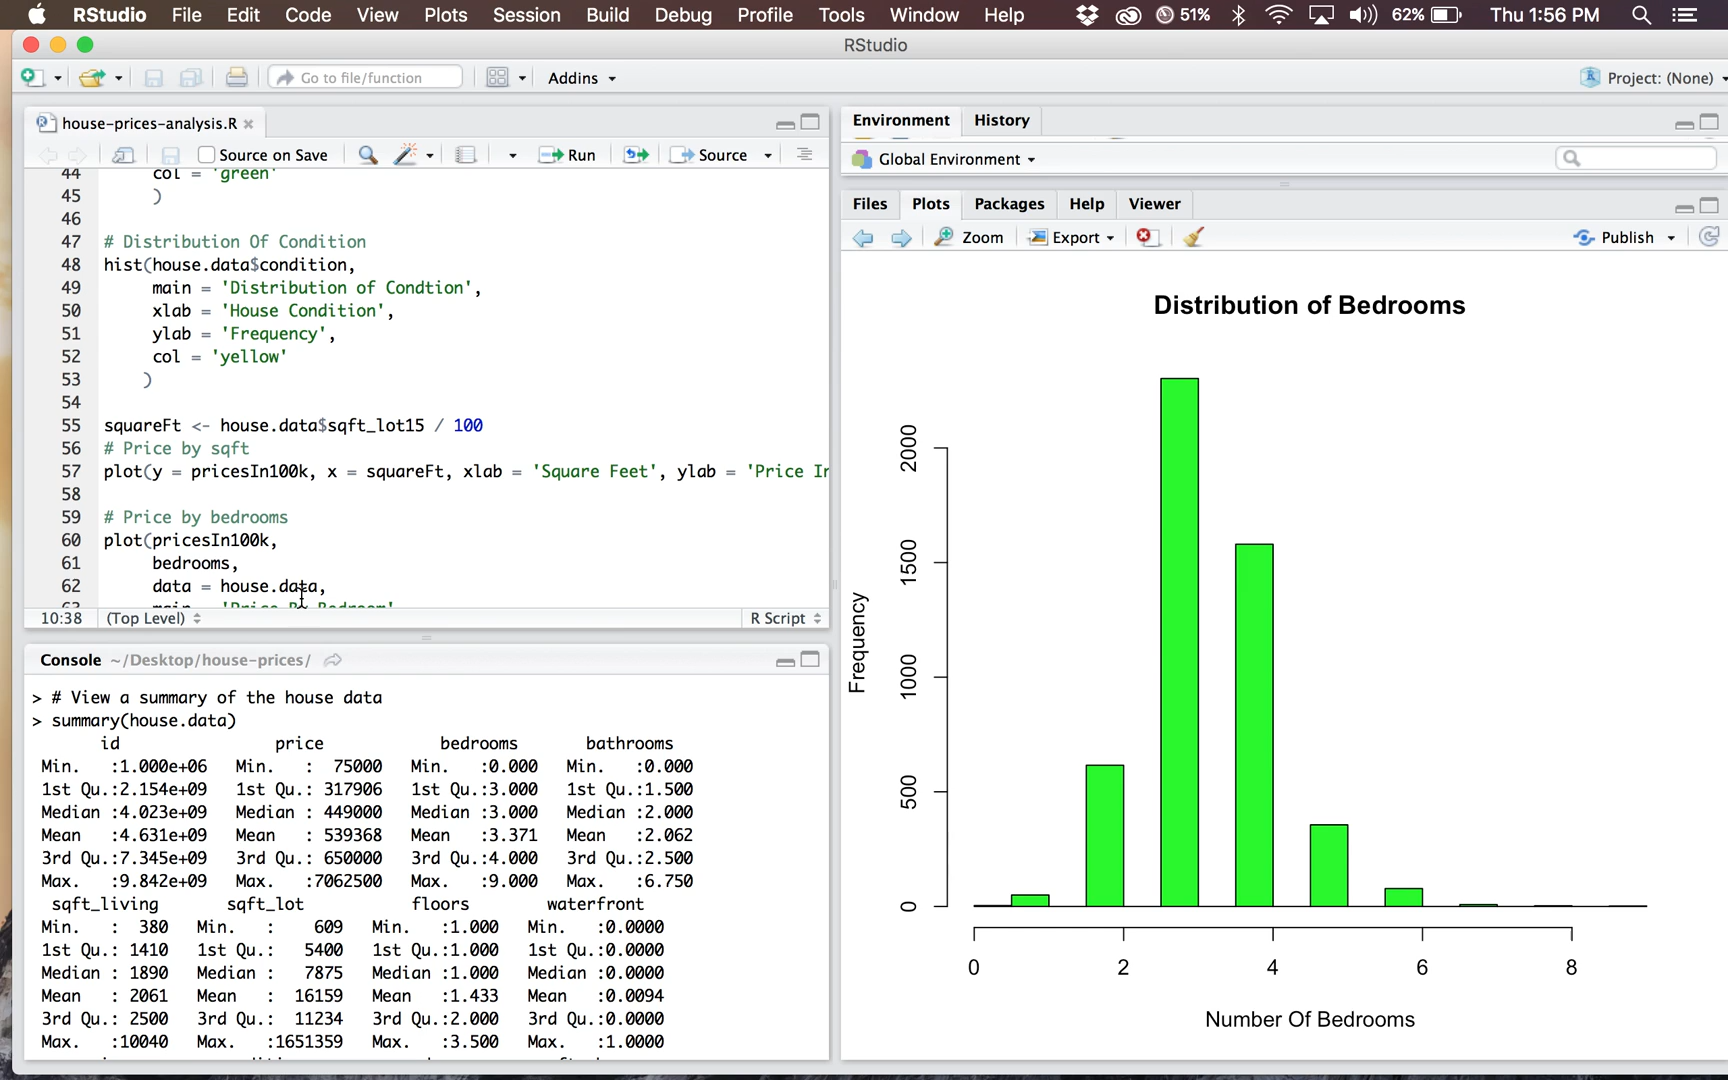 RStudio File Edit Code View Plots Session Build Debug Profile Tools Window Help 51% 62% Thu 1:56 PM
RStudio
Go to file/function Addins Project: (None)
house-prices-analysis.R
Source on Save Run Source
44 col = 'green'
45 )
46
47 # Distribution Of Condition
48 hist(house.data$condition,
49 main = 'Distribution of Condtion',
50 xlab = 'House Condition',
51 ylab = 'Frequency',
52 col = 'yellow'
53 )
54
55 squareFt <- house.data$sqft_lot15 / 100
56 # Price by sqft
57 plot(y = pricesIn100k, x = squareFt, xlab = 'Square Feet', ylab = 'Price In
58
59 # Price by bedrooms
60 plot(pricesIn100k,
61 bedrooms,
62 data = house.data,
63 main = 'Price By Bedroom'
10:38 (Top Level) R Script
Console ~/Desktop/house-prices/
> # View a summary of the house data
> summary(house.data)
id price bedrooms bathrooms
Min. :1.000e+06 Min. : 75000 Min. :0.000 Min. :0.000
1st Qu.:2.154e+09 1st Qu.: 317906 1st Qu.:3.000 1st Qu.:1.500
Median :4.023e+09 Median : 449000 Median :3.000 Median :2.000
Mean :4.631e+09 Mean : 539368 Mean :3.371 Mean :2.062
3rd Qu.:7.345e+09 3rd Qu.: 650000 3rd Qu.:4.000 3rd Qu.:2.500
Max. :9.842e+09 Max. :7062500 Max. :9.000 Max. :6.750
sqft_living sqft_lot floors waterfront
Min. : 380 Min. : 609 Min. :1.000 Min. :0.0000
1st Qu.: 1410 1st Qu.: 5400 1st Qu.:1.000 1st Qu.:0.0000
Median : 1890 Median : 7875 Median :1.000 Median :0.0000
Mean : 2061 Mean : 16159 Mean :1.433 Mean :0.0094
3rd Qu.: 2500 3rd Qu.: 11234 3rd Qu.:2.000 3rd Qu.:0.0000
Max. :10040 Max. :1651359 Max. :3.500 Max. :1.0000
Environment History
Global Environment
Files Plots Packages Help Viewer
Zoom Export Publish
Distribution of Bedrooms
Frequency
2000
1500
1000
500
0
0 2 4 6 8
Number Of Bedrooms